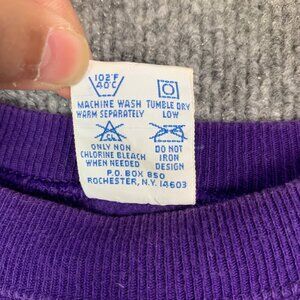 102°F
40°C
MACHINE WASH TUMBLE DRY
WARM SEPARATELY LOW
CL
ONLY NON DO NOT
CHLORINE BLEACH IRON
WHEN NEEDED DESIGN
P.O. BOX 850
ROCHESTER, N.Y. 14603